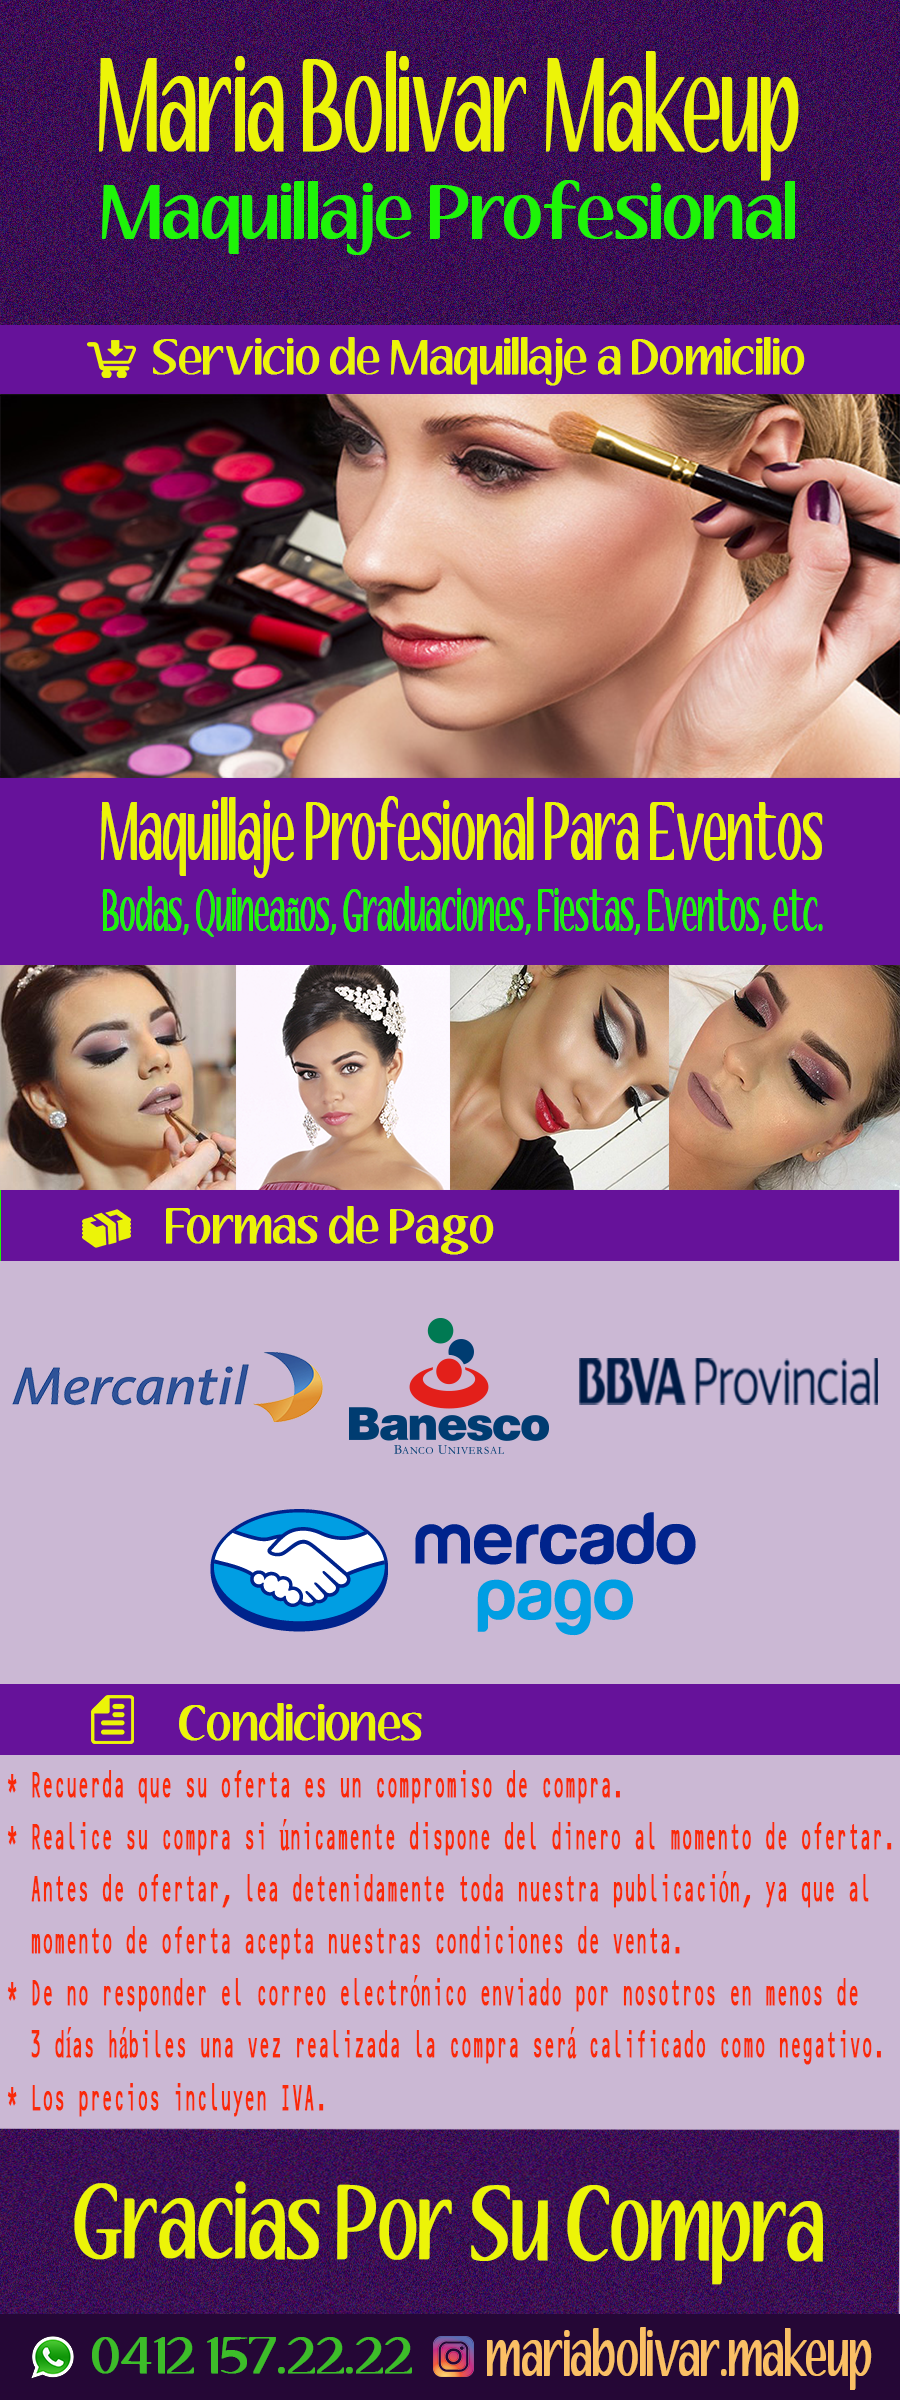 Maria Bolivar Makeup
Maquillaje Profesional
Servicio de Maquillaje a Domicilio
Maquillaje Profesional Para Eventos
Bodas, Quineaños, Graduaciones, Fiestas, Eventos, etc.
Formas de Pago
Mercantil
Banesco
BANCO UNIVERSAL
BBVA Provincial
mercado
pago
Condiciones
* Recuerda que su oferta es un compromiso de compra.
* Realice su compra si únicamente dispone del dinero al momento de ofertar.
Antes de ofertar, lea detenidamente toda nuestra publicación, ya que al
momento de oferta acepta nuestras condiciones de venta.
* De no responder el correo electrónico enviado por nosotros en menos de
3 días hábiles una vez realizada la compra será calificado como negativo.
* Los precios incluyen IVA.
Gracias Por Su Compra
0412 157.22.22 mariabolivar.makeup